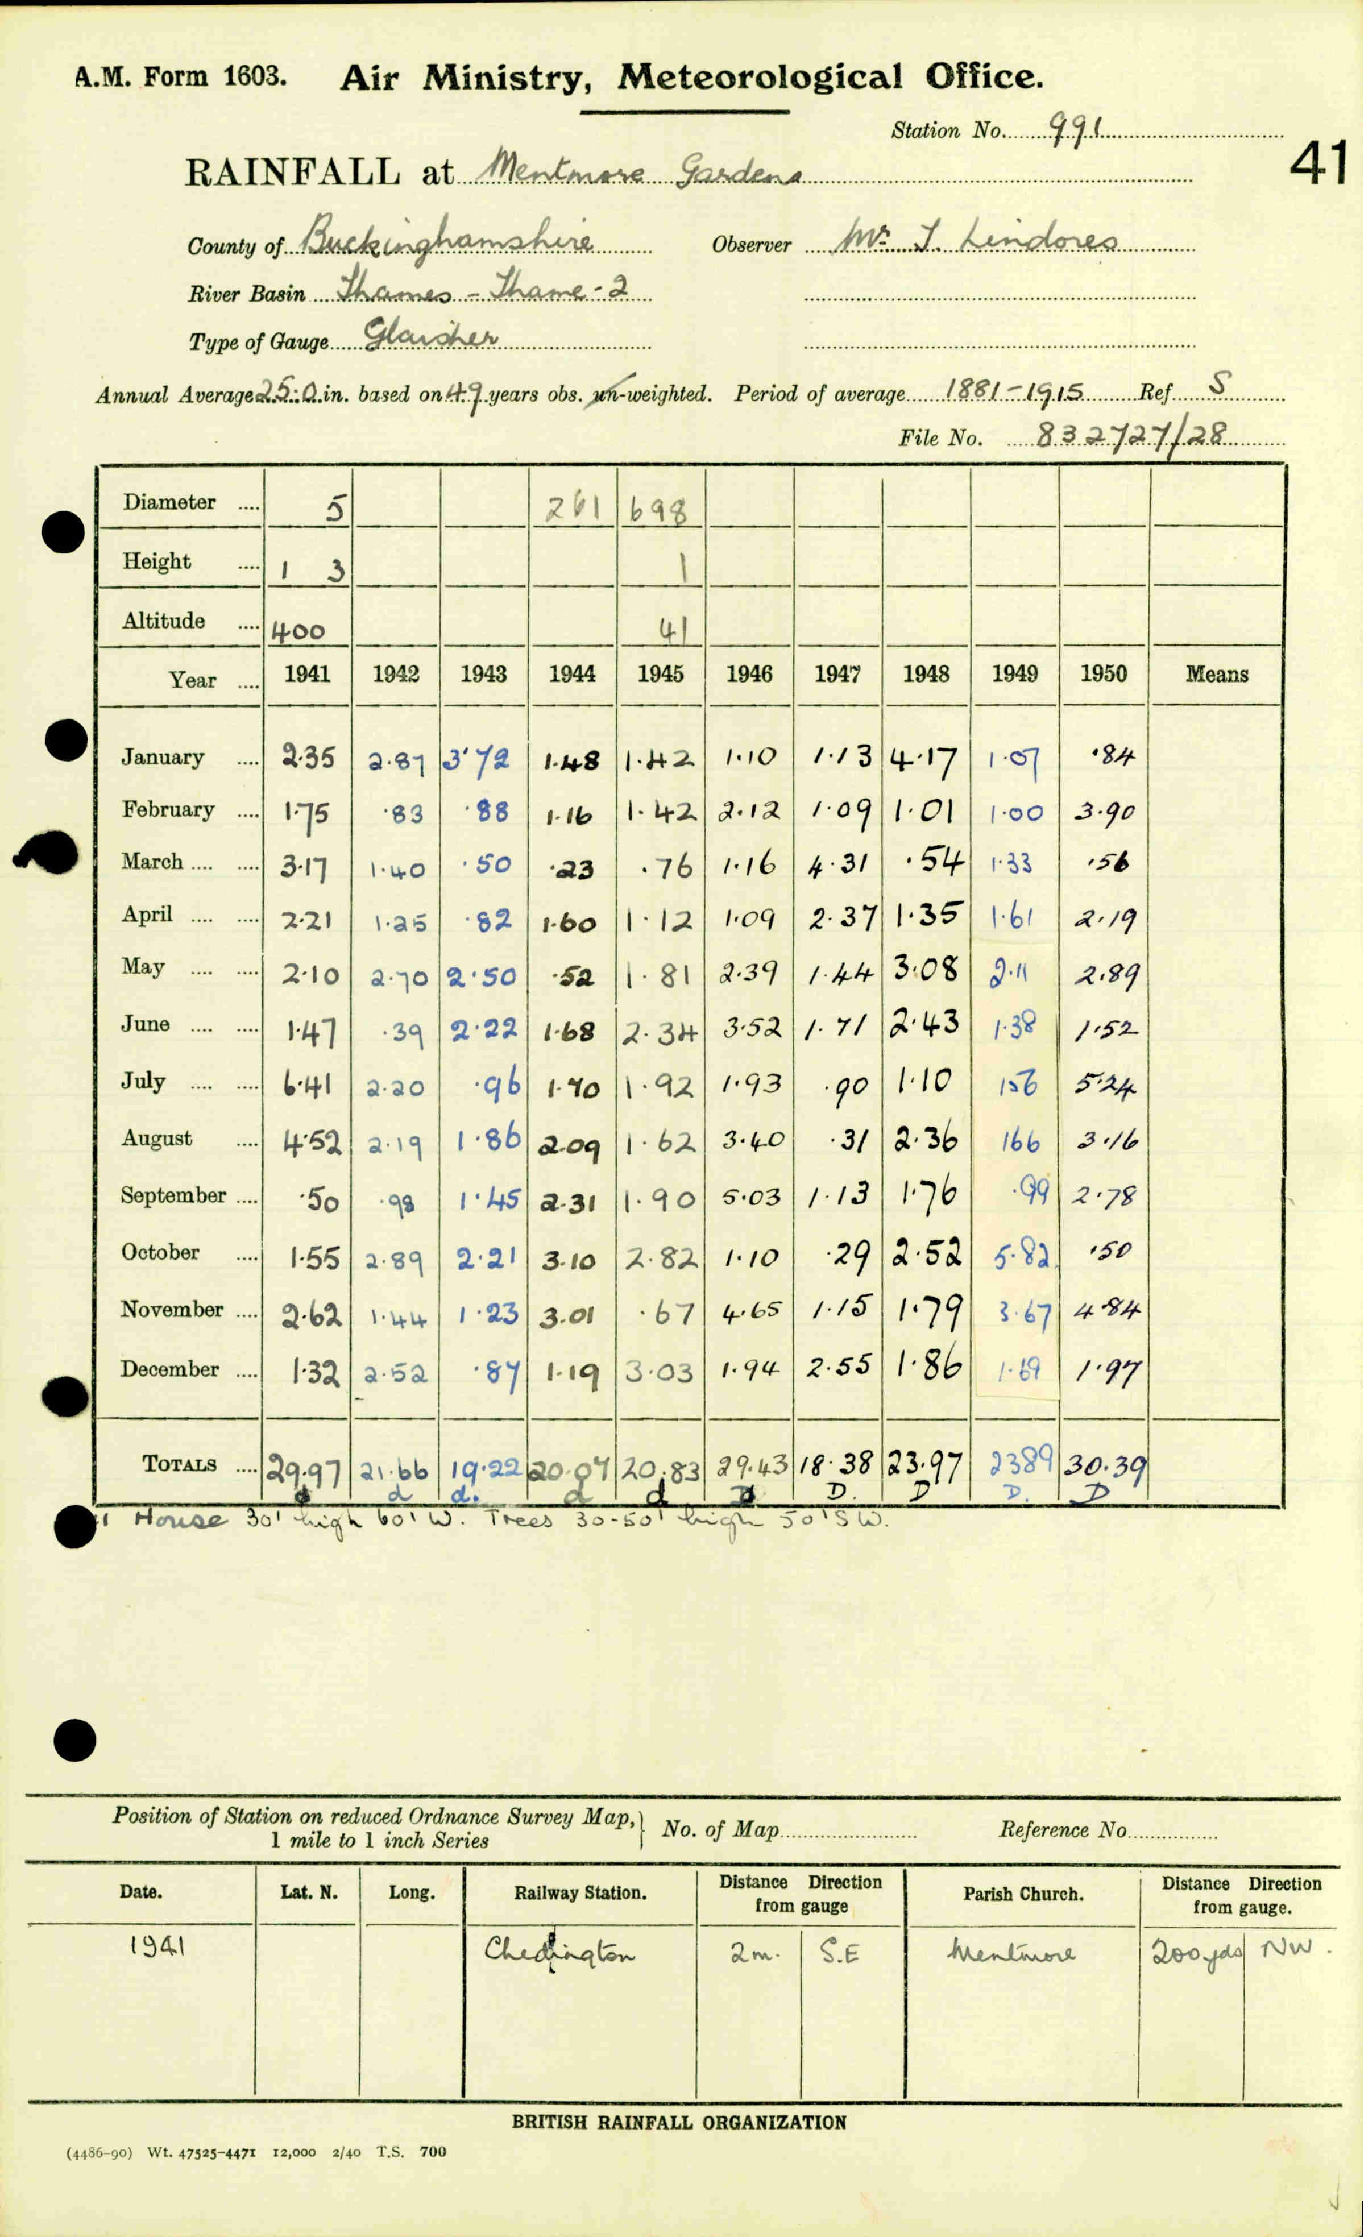 A.M. Form 1603. Air Ministry, Meteorological Office.
Station No. 991
41
RAINFALL at Mentmore Gardens
County of Buckinghamshire Observer Mr. J. Lindores
River Basin Thames - Thame - 2
Type of Gauge Glaisher
Annual Average 25.0 in. based on 49 years obs. un-weighted. Period of average 1881-1915 Ref S
File No. 832727/28
Diameter .... 5 261 698
Height .... 1 3 1
Altitude .... 400 41
Year .... 1941 1942 1943 1944 1945 1946 1947 1948 1949 1950 Means
January .... 2.35 2.87 3.72 1.48 1.42 1.10 1.13 4.17 1.07 .84
February .... 1.75 .83 .88 1.16 1.42 2.12 1.09 1.01 1.00 3.90
March .... .... 3.17 1.40 .50 .23 .76 1.16 4.31 .54 1.33 .56
April .... .... 2.21 1.25 .82 1.60 1.12 1.09 2.37 1.35 1.61 2.19
May .... .... 2.10 2.70 2.50 .52 1.81 2.39 1.44 3.08 2.11 2.89
June .... .... 1.47 .39 2.22 1.68 2.34 3.52 1.71 2.43 1.38 1.52
July .... .... 6.41 2.20 .96 1.70 1.92 1.93 .90 1.10 156 5.24
August .... 4.52 2.19 1.86 2.09 1.62 3.40 .31 2.36 166 3.16
September .... .50 .98 1.45 2.31 1.90 5.03 1.13 1.76 .99 2.78
October .... 1.55 2.89 2.21 3.10 2.82 1.10 .29 2.52 5.82 .50
November .... 2.62 1.44 1.23 3.01 .67 4.65 1.15 1.79 3.67 4.84
December .... 1.32 2.52 .87 1.19 3.03 1.94 2.55 1.86 1.69 1.97
TOTALS .... 29.97 21.66 19.22 20.07 20.83 29.43 18.38 23.97 2389 30.39
d d d. d d D D. D D. D
House 30' high 60' W. Trees 30-50' high 50' SW.
Position of Station on reduced Ordnance Survey Map, No. of Map Reference No.
1 mile to 1 inch Series
Date. Lat. N. Long. Railway Station. Distance Direction from gauge Parish Church. Distance Direction from gauge.
1941 Cheddington 2 m. S.E Mentmore 200 yds NW.
BRITISH RAINFALL ORGANIZATION
(4486-90) Wt. 47525-4471 12,000 2/40 T.S. 700